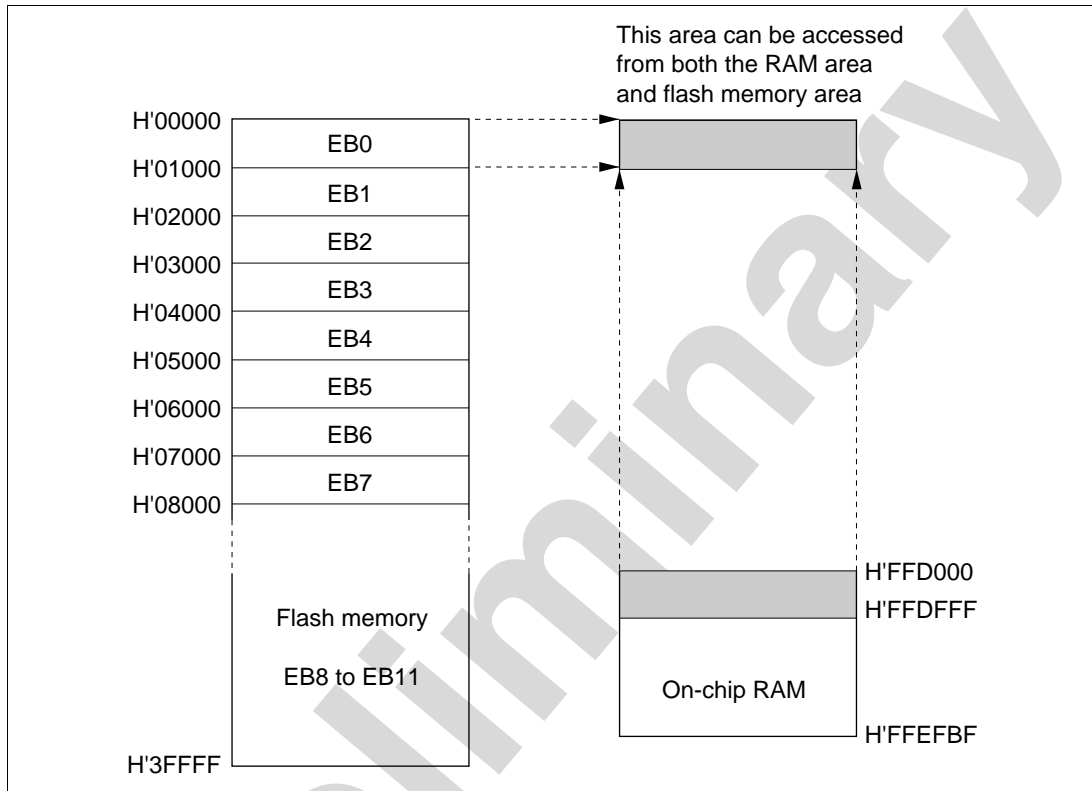 This area can be accessed
from both the RAM area
and flash memory area
H'00000
EB0
H'01000
EB1
H'02000
EB2
H'03000
EB3
H'04000
EB4
H'05000
EB5
H'06000
EB6
H'07000
EB7
H'08000
H'FFD000
H'FFDFFF
Flash memory
EB8 to EB11
On-chip RAM
H'FFEFBF
H'3FFFF
eliminary